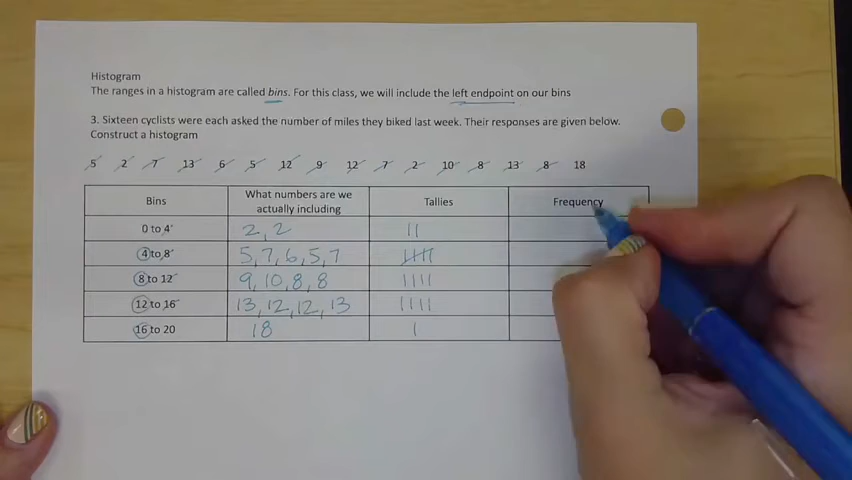 Histogram
The ranges in a histogram are called bins. For this class, we will include the left endpoint on our bins
3. Sixteen cyclists were each asked the number of miles they biked last week. Their responses are given below.
Construct a histogram
5 2 7 13 6 5 12 9 12 7 2 10 8 13 8 18
Bins What numbers are we actually including Tallies Frequency
0 to 4 2, 2 ||
4 to 8 5, 7, 6, 5, 7 ||||
8 to 12 9, 10, 8, 8 ||||
12 to 16 13, 12, 12, 13 ||||
16 to 20 18 |